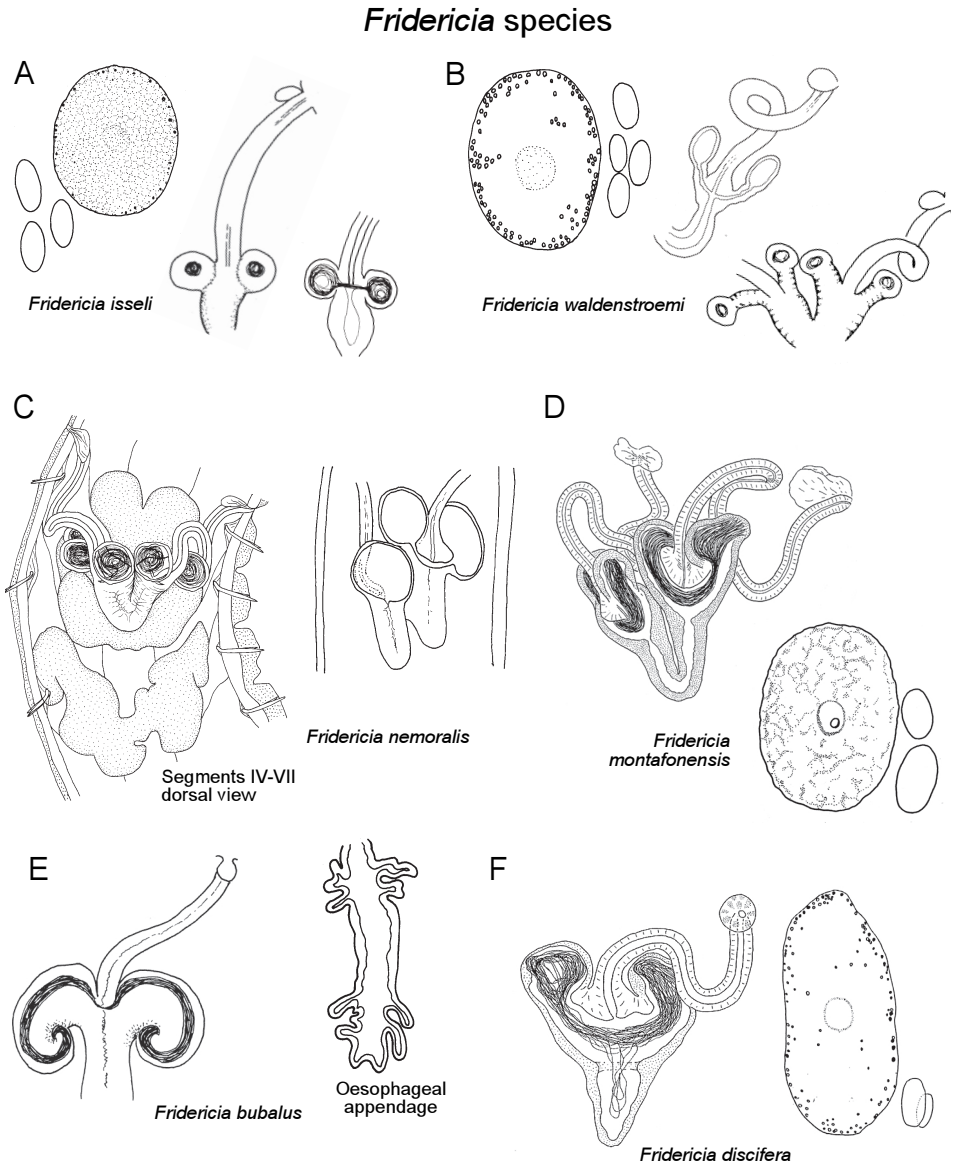 Fridericia species
A
B
Fridericia isseli
Fridericia waldenstroemi
C
D
Fridericia nemoralis
Segments IV-VII
dorsal view
Fridericia
montafonensis
E
F
Oesophageal
appendage
Fridericia bubalus
Fridericia discifera